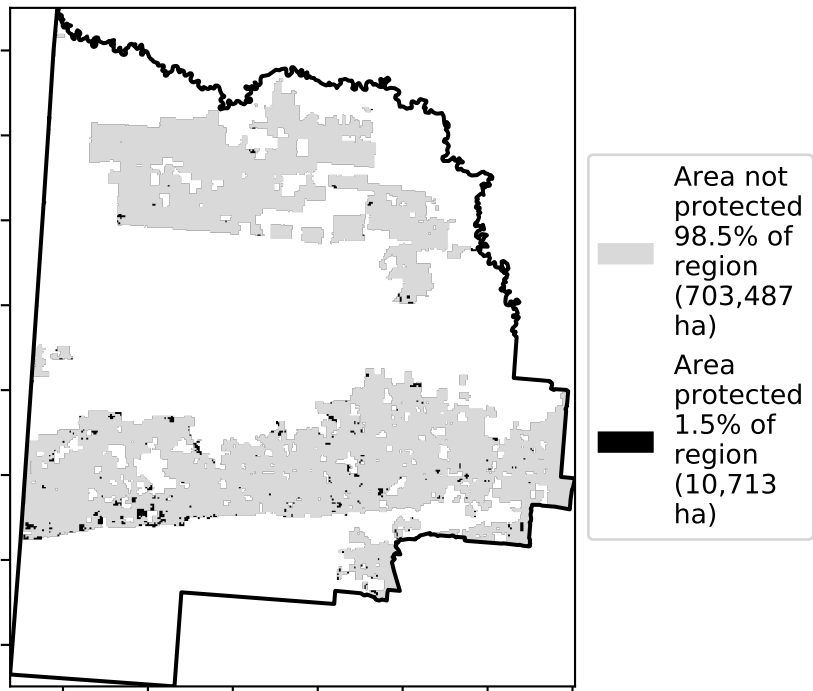 Area not
protected
98.5% of
region
(703,487
ha)
Area
protected
1.5% of
region
(10,713
ha)